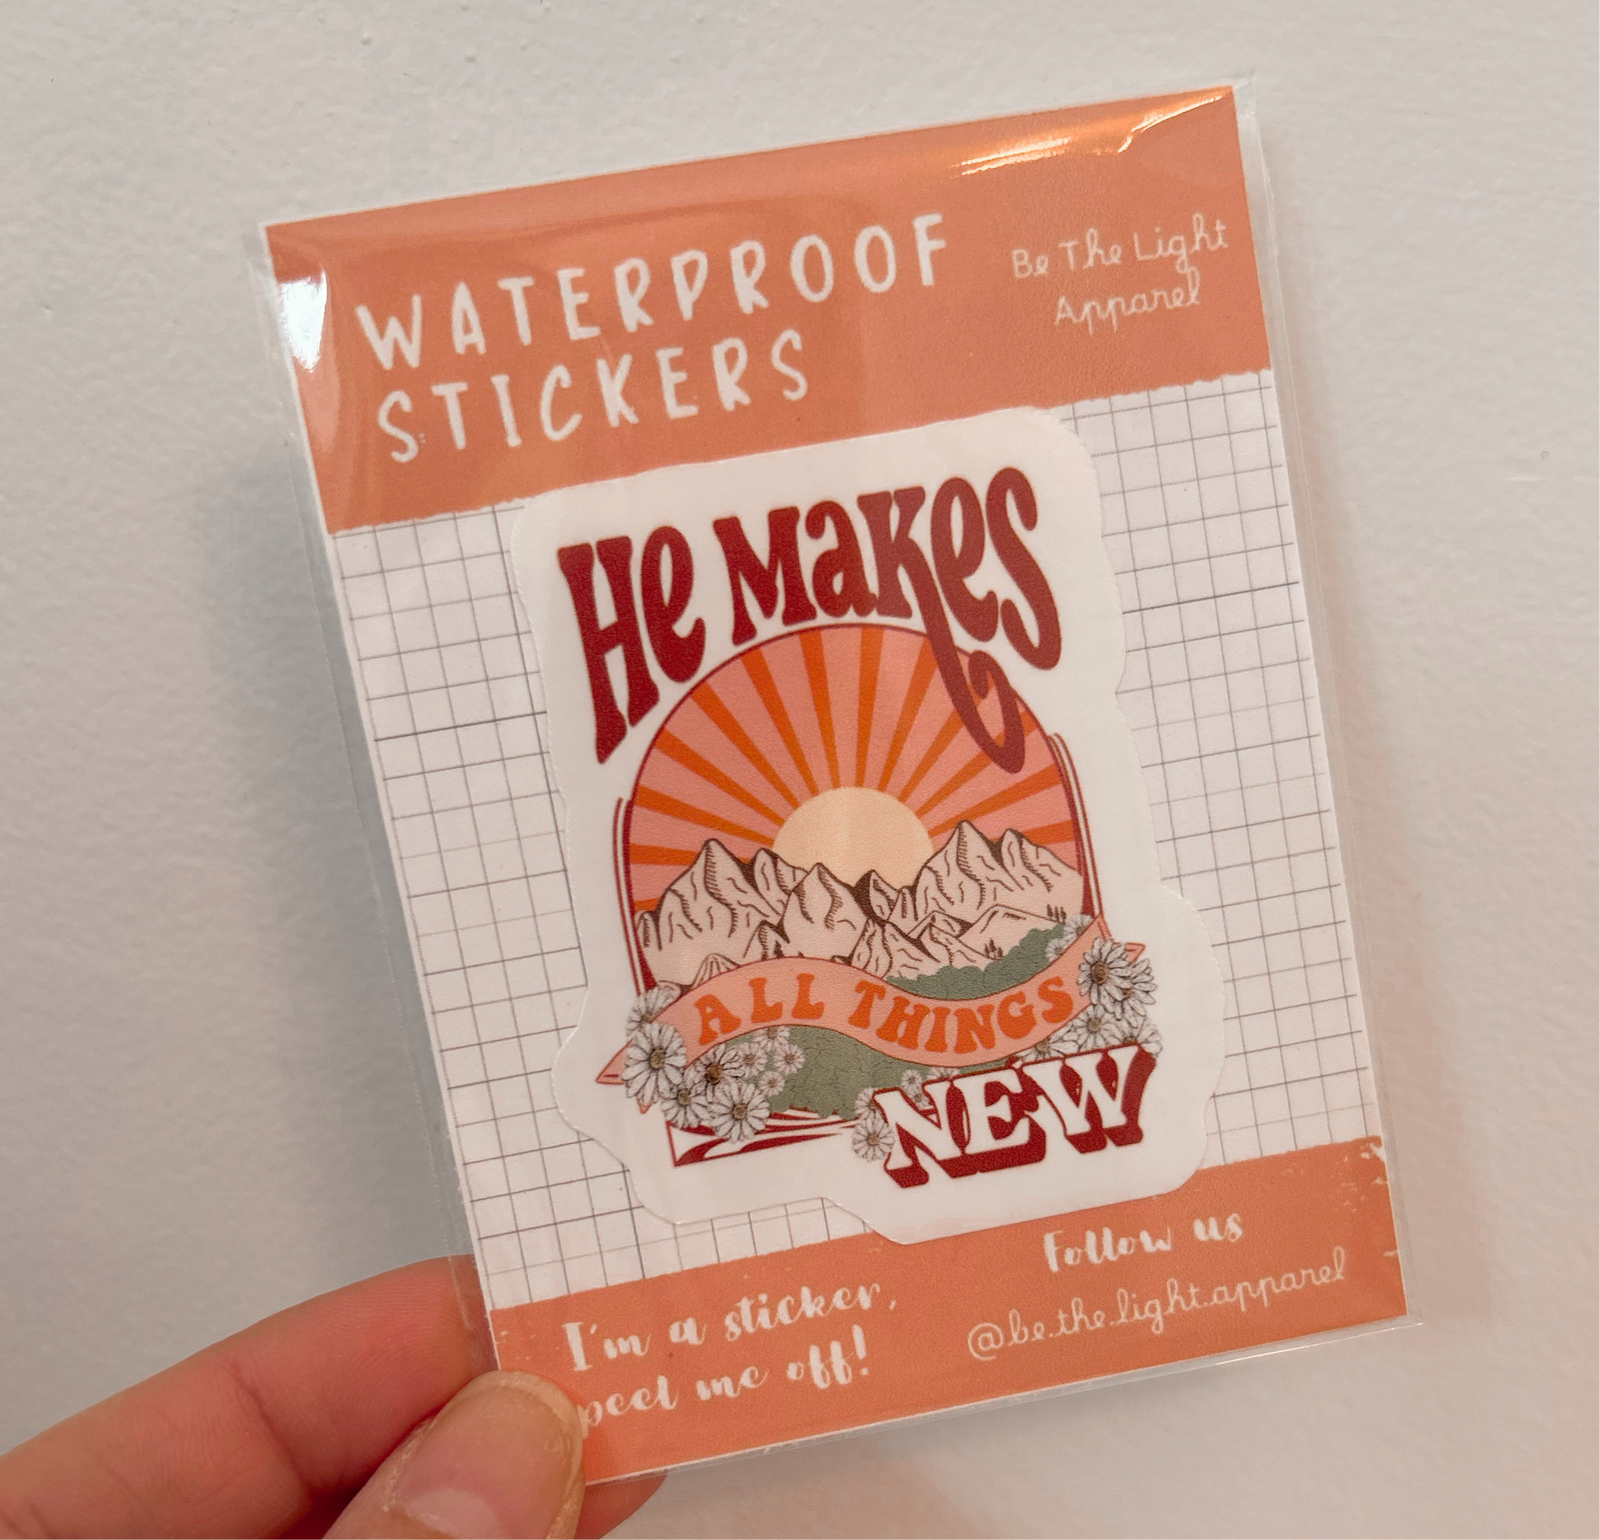 WATERPROOF
STICKERS
Be The Light
Apparel
He Makes
ALL THINGS
NEW
I'm a sticker,
peel me off!
Follow us
@be.the.light.apparel